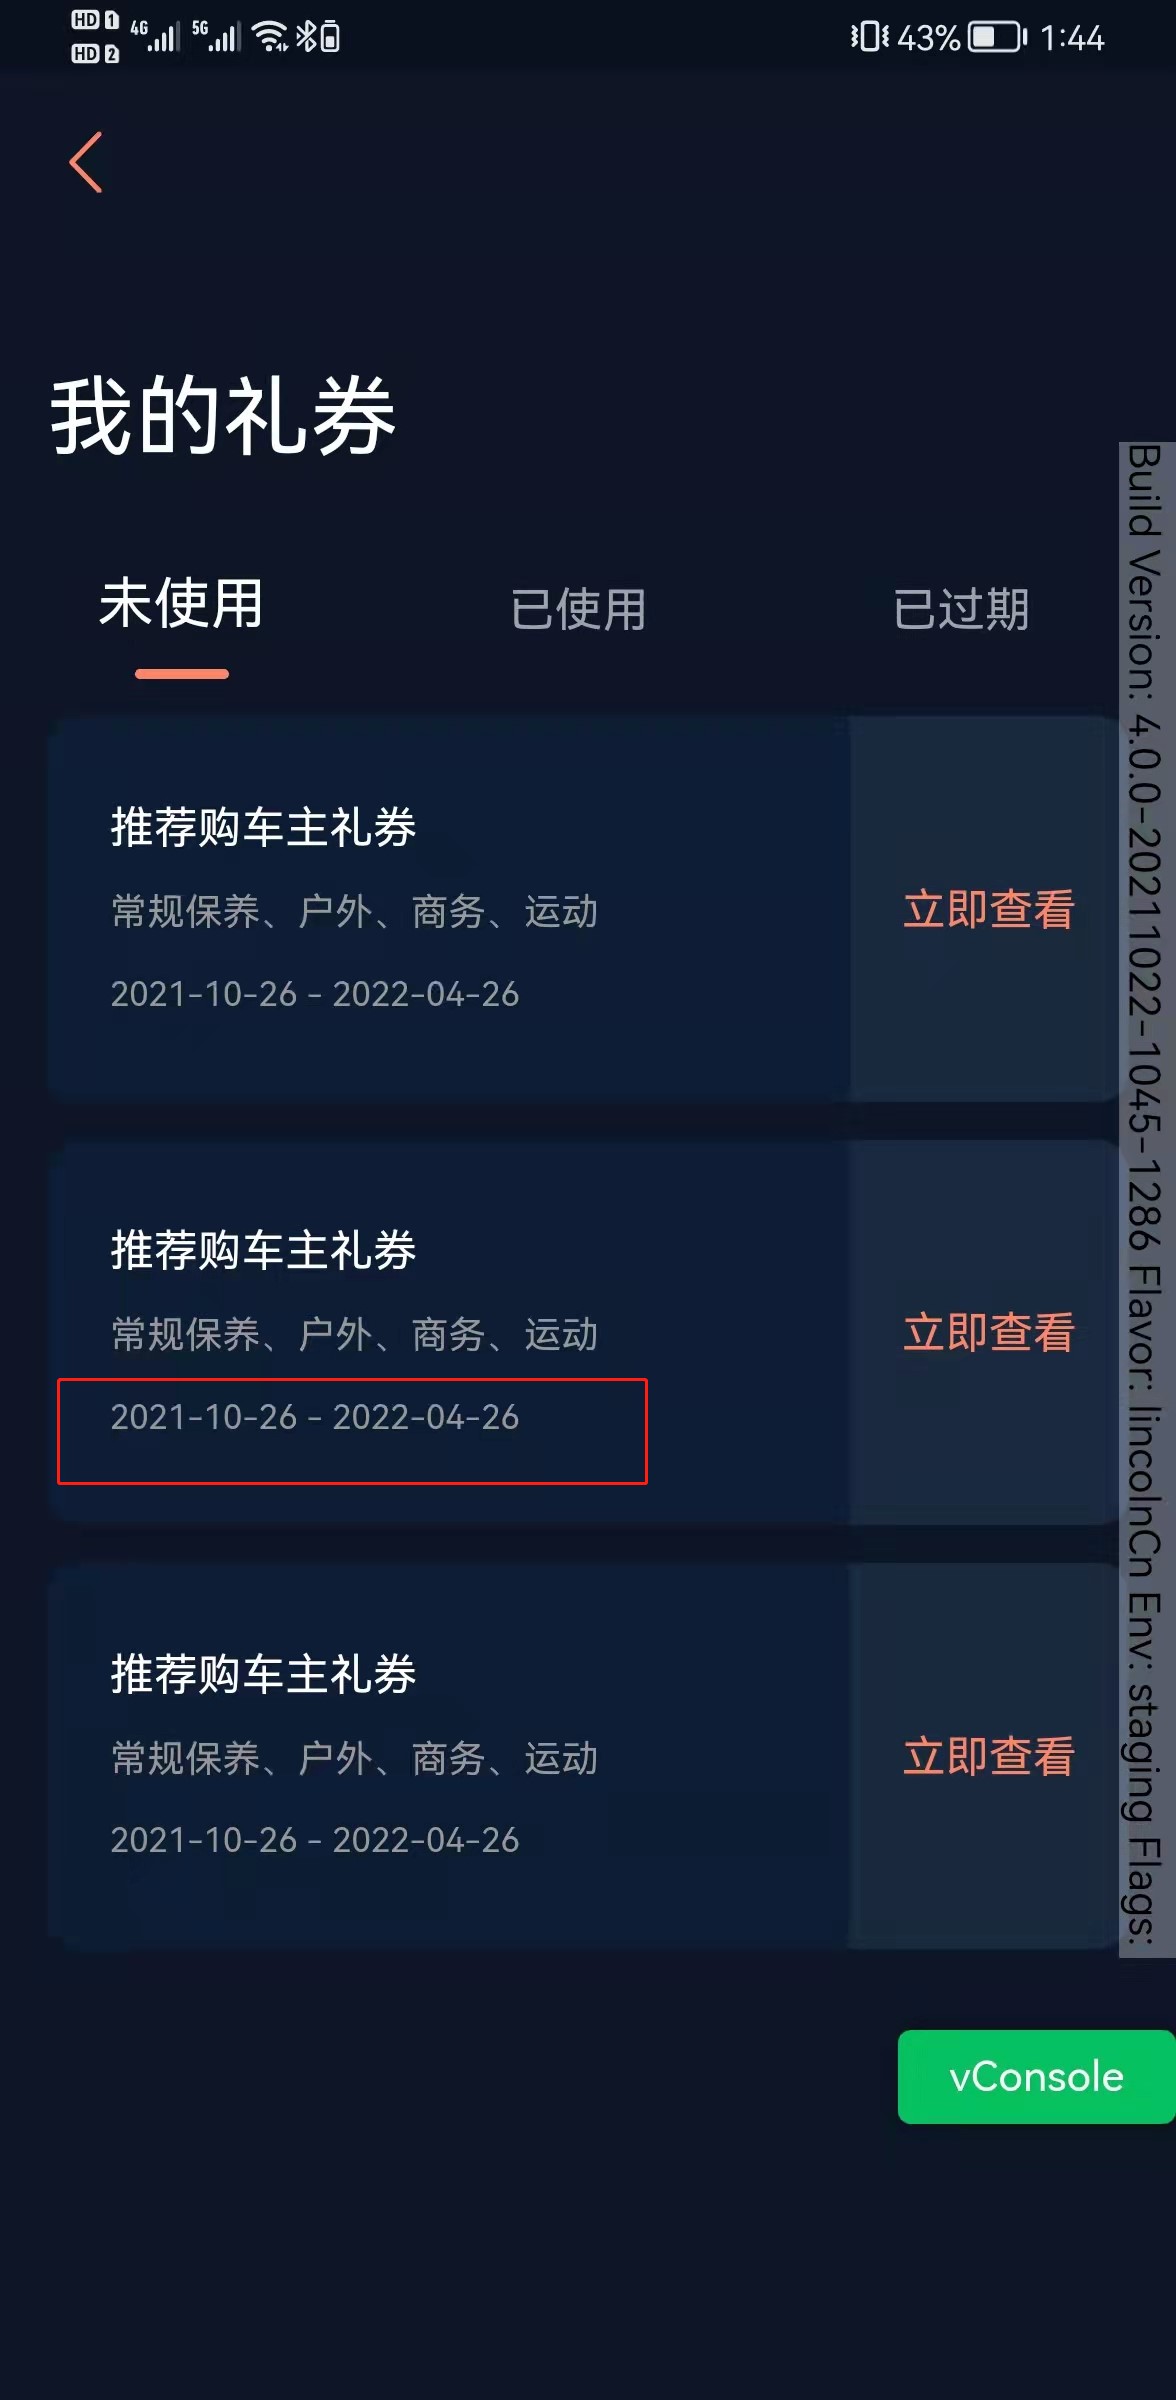 HD 1 4G 5G 43% 1:44
HD 2
我的礼券
未使用 已使用 已过期
推荐购车主礼券
常规保养、户外、商务、运动
2021-10-26 - 2022-04-26
立即查看
推荐购车主礼券
常规保养、户外、商务、运动
2021-10-26 - 2022-04-26
立即查看
推荐购车主礼券
常规保养、户外、商务、运动
2021-10-26 - 2022-04-26
立即查看
Build Version: 4.0.0-20211022-1045-1286 Flavor: lincolnCn Env: staging Flags:
vConsole